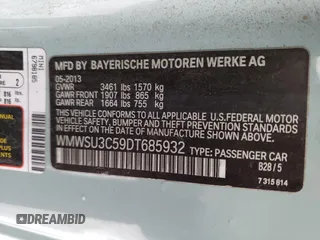 MFD BY BAYERISCHE MOTOREN WERKE AG
05-2013
GVWR 3461 lbs 1570 kg
GAWR FRONT 1907 lbs 865 kg
GAWR REAR 1664 lbs 755 kg
THIS VEHICLE CONFORMS TO ALL
APPLICABLE U.S. FEDERAL MOTOR
VEHICLE SAFETY, BUMPER, AND
THEFT PREVENTION STANDARDS IN EFFECT
ON THE DATE OF MANUFACTURE
SHOWN ABOVE.
WMWSU3C59DT685932 TYPE: PASSENGER CAR
B28/5
7 315 814
2
DREAMBID